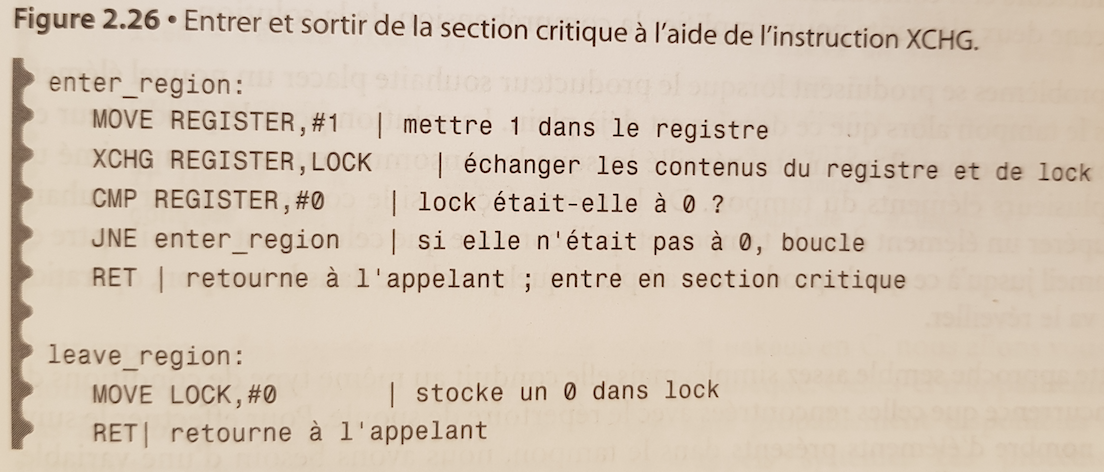 Figure 2.26 • Entrer et sortir de la section critique à l'aide de l'instruction XCHG.
enter_region:
MOVE REGISTER,#1 | mettre 1 dans le registre
XCHG REGISTER,LOCK | échanger les contenus du registre et de lock
CMP REGISTER,#0 | lock était-elle à 0 ?
JNE enter_region | si elle n'était pas à 0, boucle
RET | retourne à l'appelant ; entre en section critique
leave_region:
MOVE LOCK,#0 | stocke un 0 dans lock
RET| retourne à l'appelant